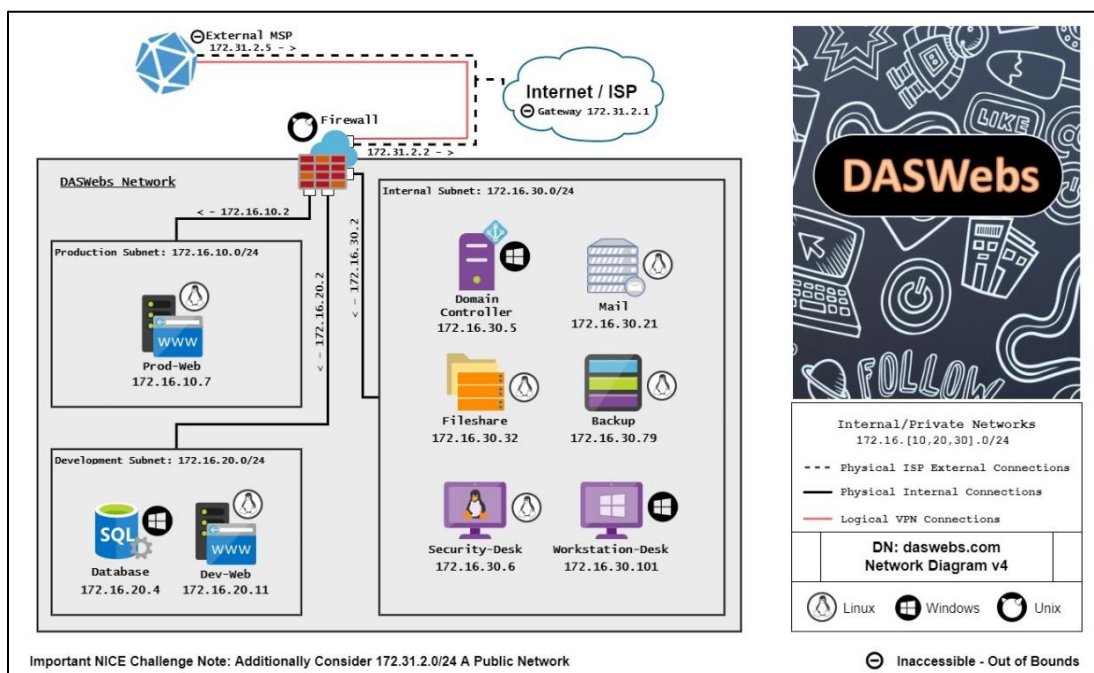 External MSP
172.31.2.5 - >
Internet / ISP
Gateway 172.31.2.1
Firewall
172.31.2.2 - >
DASWebs Network
< - 172.16.10.2
< - 172.16.20.2
< - 172.16.30.2
Production Subnet: 172.16.10.0/24
Prod-Web
172.16.10.7
WWW
Development Subnet: 172.16.20.0/24
SQL
Database
172.16.20.4
WWW
Dev-Web
172.16.20.11
Internal Subnet: 172.16.30.0/24
Domain
Controller
172.16.30.5
Mail
172.16.30.21
Fileshare
172.16.30.32
Backup
172.16.30.79
Security-Desk
172.16.30.6
Workstation-Desk
172.16.30.101
LIKE
@
DASWebs
FOLLOW
Internal/Private Networks
172.16.[10,20,30].0/24
Physical ISP External Connections
Physical Internal Connections
Logical VPN Connections
DN: daswebs.com
Network Diagram v4
Linux
Windows
Unix
Important NICE Challenge Note: Additionally Consider 172.31.2.0/24 A Public Network
Inaccessible - Out of Bounds